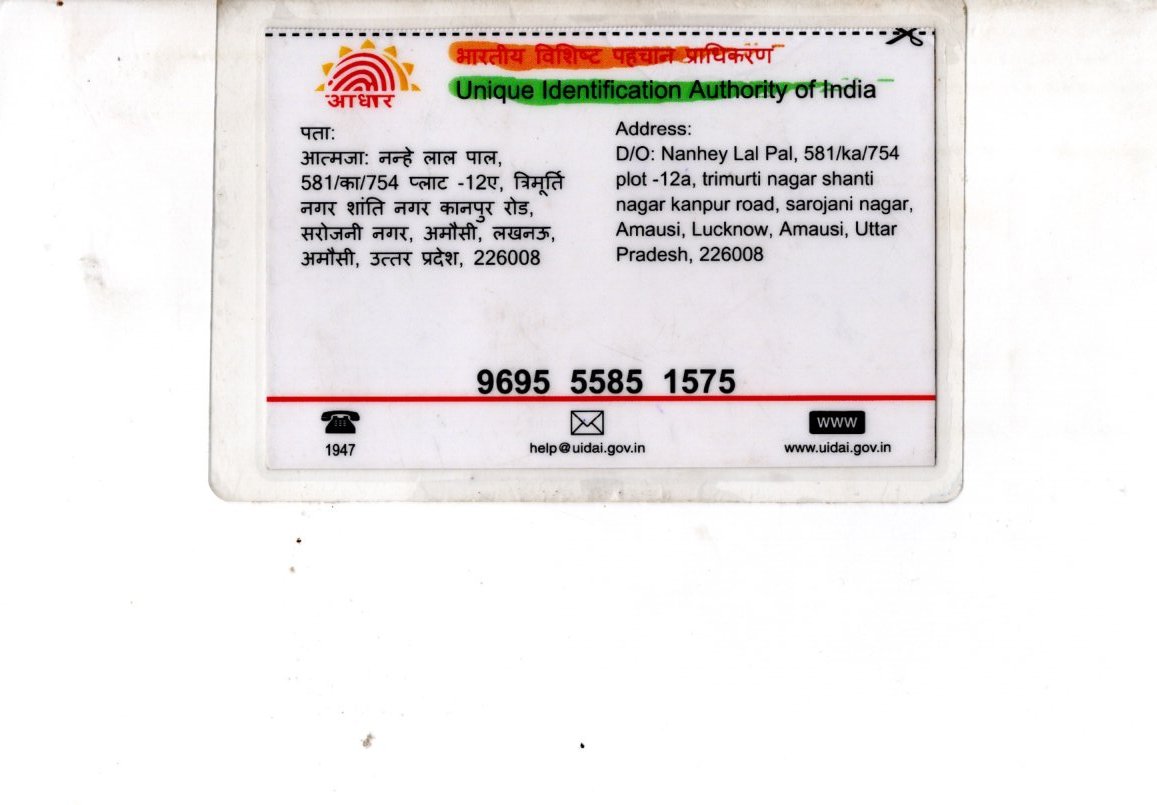 भारतीय विशिष्ट पहचान प्राधिकरण
आधार
Unique Identification Authority of India
पता:
आत्मजा: नन्हे लाल पाल,
581/का/754 प्लाट -12ए, त्रिमूर्ति
नगर शांति नगर कानपुर रोड,
सरोजनी नगर, अमौसी, लखनऊ,
अमौसी, उत्तर प्रदेश, 226008
Address:
D/O: Nanhey Lal Pal, 581/ka/754
plot -12a, trimurti nagar shanti
nagar kanpur road, sarojani nagar,
Amausi, Lucknow, Amausi, Uttar
Pradesh, 226008
9695 5585 1575
1947
help@uidai.gov.in
www
www.uidai.gov.in